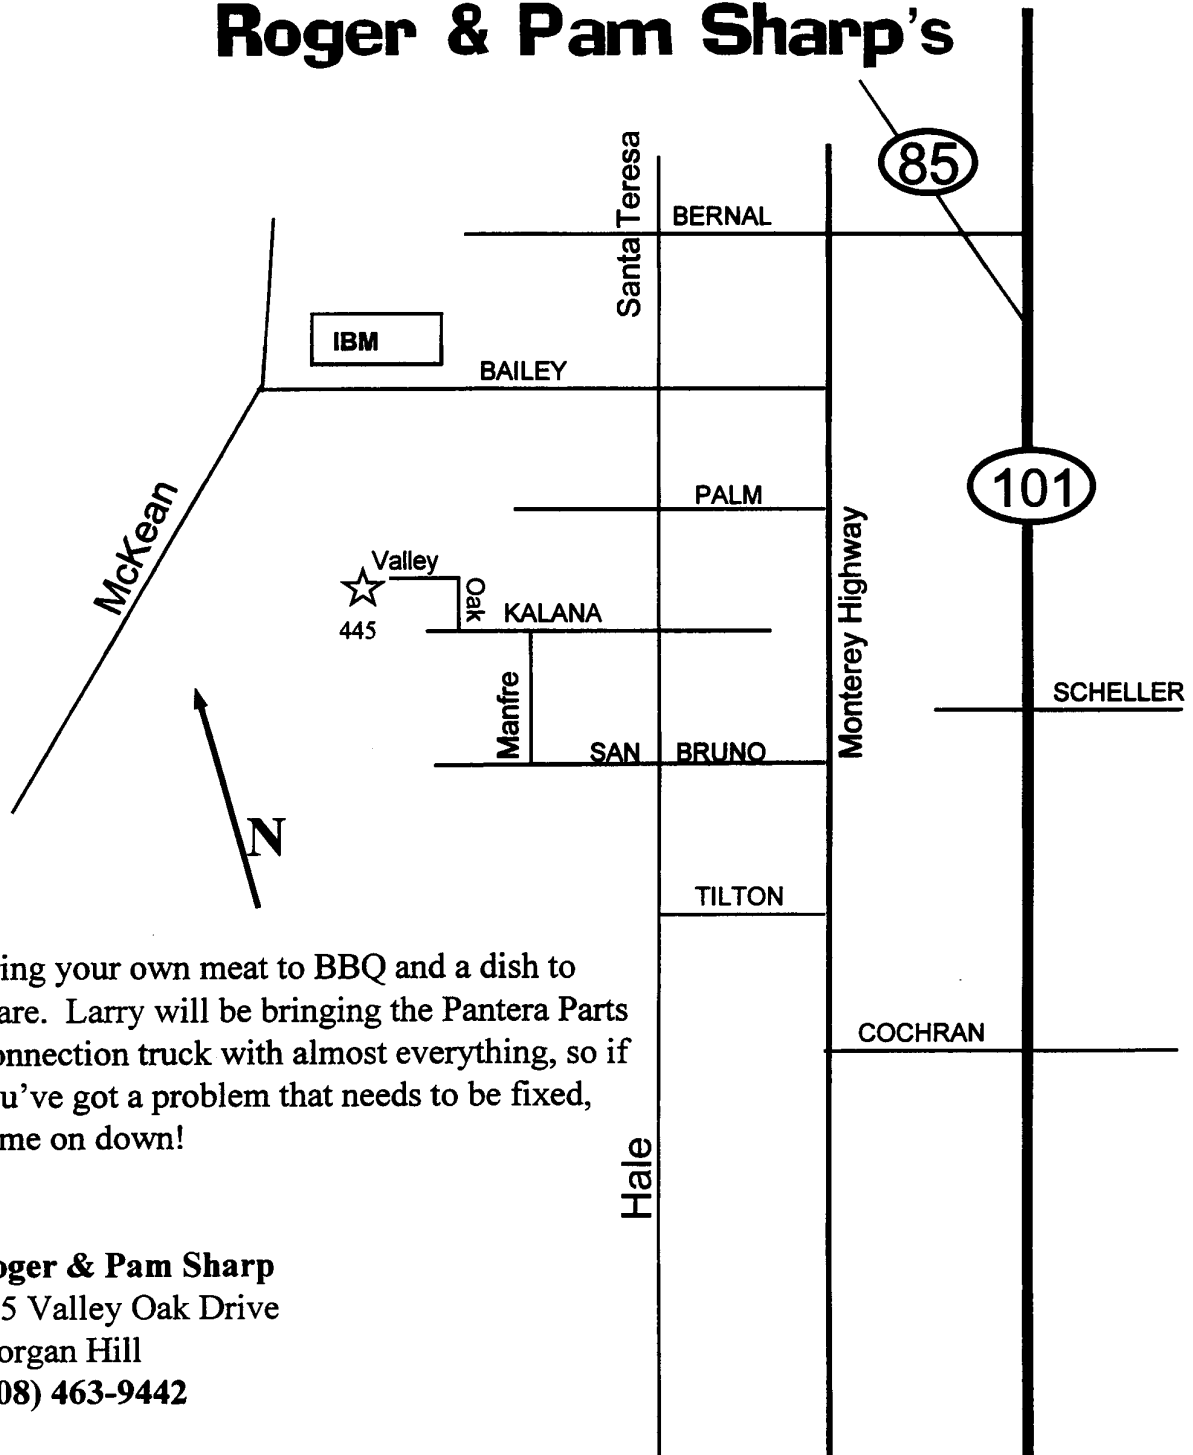 Roger & Pam Sharp's
85
Santa Teresa
BERNAL
IBM
BAILEY
101
McKean
PALM
Valley
Oak
445
KALANA
Monterey Highway
Manfre
SCHELLER
SAN BRUNO
N
TILTON
ing your own meat to BBQ and a dish to
are. Larry will be bringing the Pantera Parts
onnection truck with almost everything, so if
u've got a problem that needs to be fixed,
me on down!
COCHRAN
Hale
oger & Pam Sharp
5 Valley Oak Drive
organ Hill
08) 463-9442